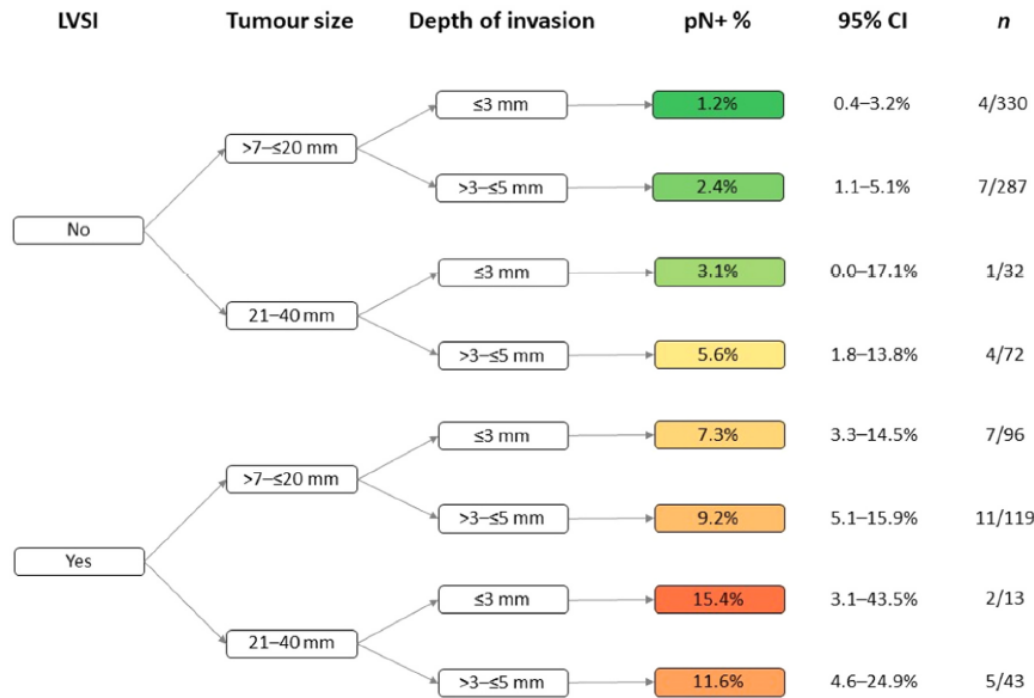 LVSI Tumour size Depth of invasion pN+ % 95% CI n
≤3 mm 1.2% 0.4–3.2% 4/330
>7–≤20 mm
>3–≤5 mm 2.4% 1.1–5.1% 7/287
No
≤3 mm 3.1% 0.0–17.1% 1/32
21–40 mm
>3–≤5 mm 5.6% 1.8–13.8% 4/72
≤3 mm 7.3% 3.3–14.5% 7/96
>7–≤20 mm
>3–≤5 mm 9.2% 5.1–15.9% 11/119
Yes
≤3 mm 15.4% 3.1–43.5% 2/13
21–40 mm
>3–≤5 mm 11.6% 4.6–24.9% 5/43